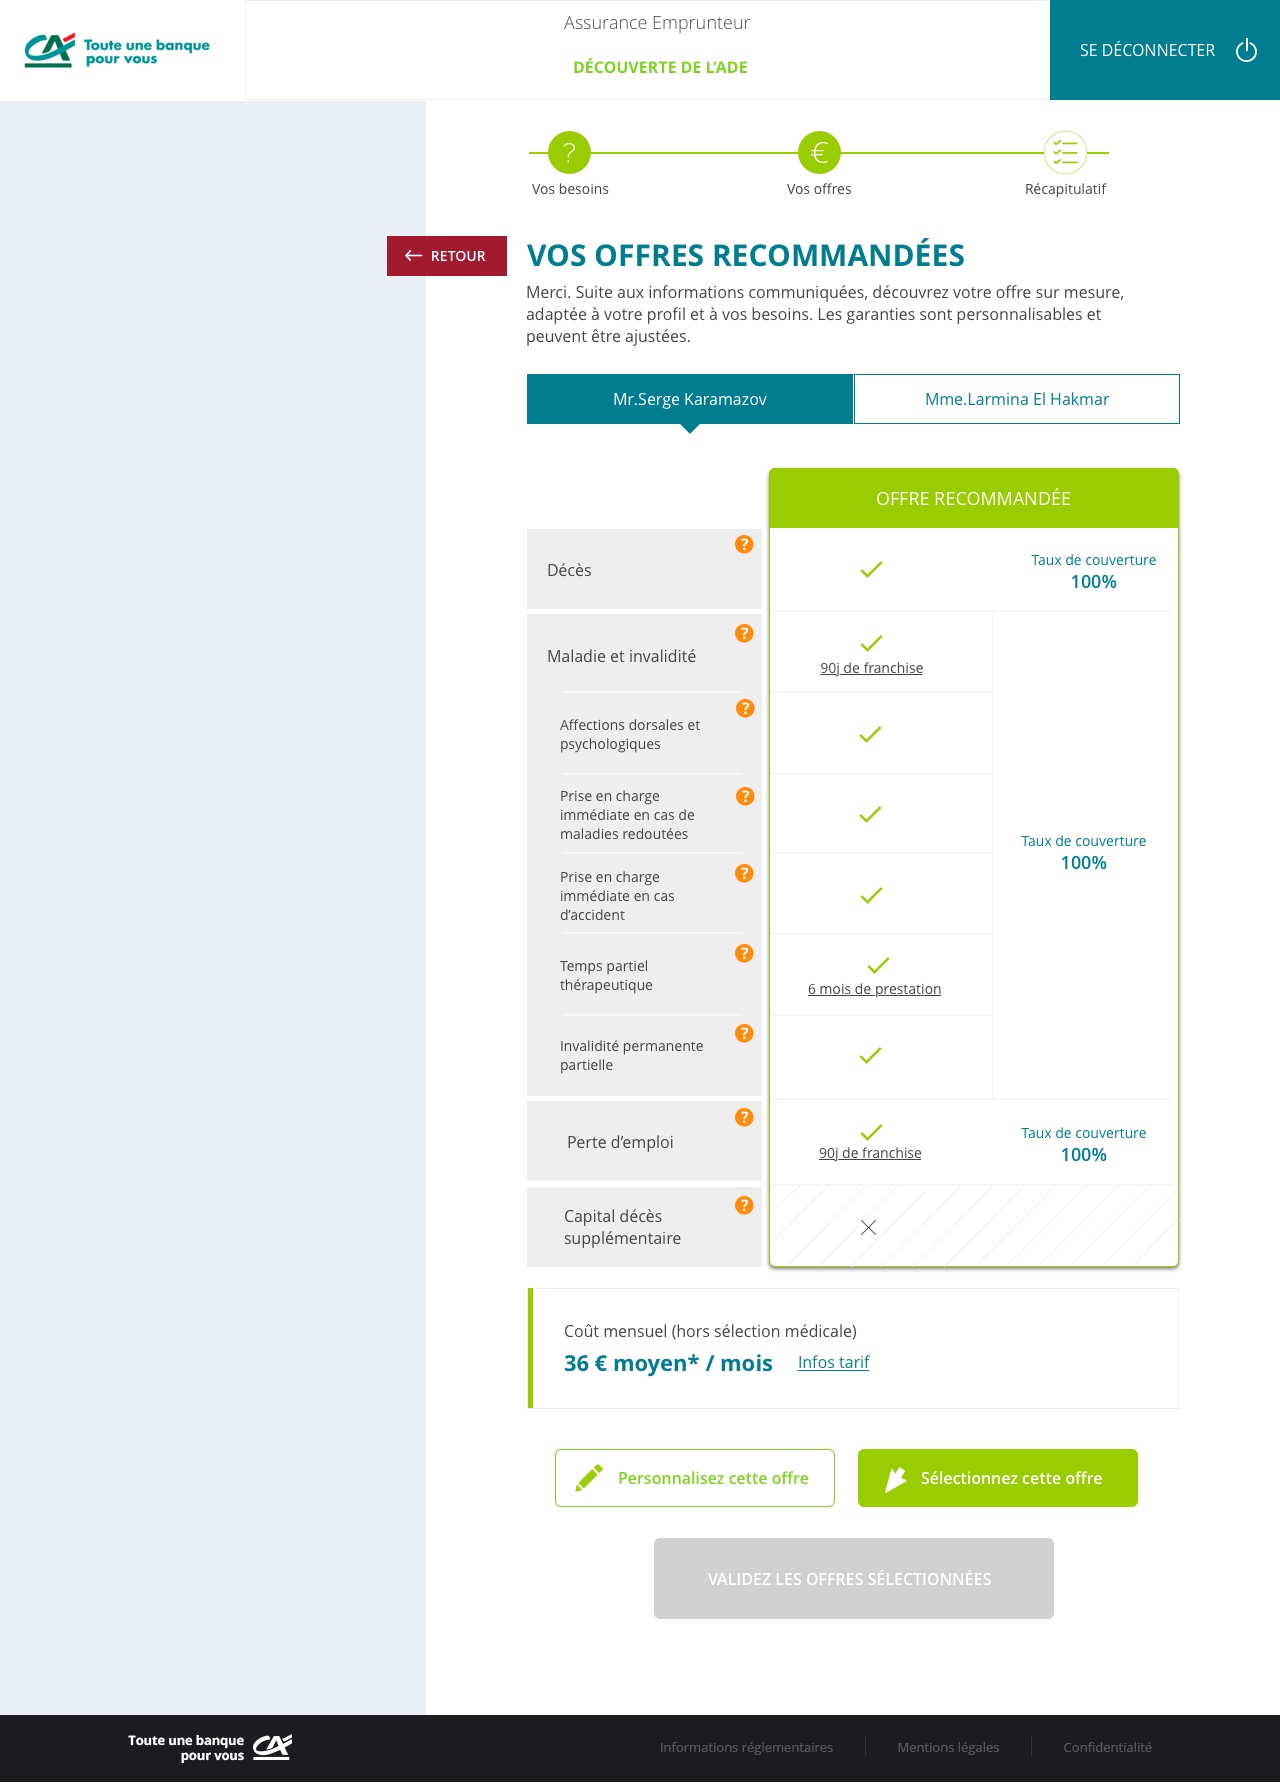 Toute une banque
pour vous
Assurance Emprunteur
DÉCOUVERTE DE L'ADE
SE DÉCONNECTER
?
€
Vos besoins
Vos offres
Récapitulatif
RETOUR
VOS OFFRES RECOMMANDÉES
Merci. Suite aux informations communiquées, découvrez votre offre sur mesure,
adaptée à votre profil et à vos besoins. Les garanties sont personnalisables et
peuvent être ajustées.
Mr.Serge Karamazov
Mme.Larmina El Hakmar
OFFRE RECOMMANDÉE
Décès
?
Taux de couverture
100%
Maladie et invalidité
?
90j de franchise
Affections dorsales et
psychologiques
?
Prise en charge
immédiate en cas de
maladies redoutées
?
Taux de couverture
100%
Prise en charge
immédiate en cas
d'accident
?
Temps partiel
thérapeutique
?
6 mois de prestation
Invalidité permanente
partielle
?
Perte d'emploi
?
90j de franchise
Taux de couverture
100%
Capital décès
supplémentaire
?
Coût mensuel (hors sélection médicale)
36 € moyen* / mois
Infos tarif
Personnalisez cette offre
Sélectionnez cette offre
VALIDEZ LES OFFRES SÉLECTIONNÉES
Toute une banque
pour vous
Informations réglementaires
Mentions légales
Confidentialité